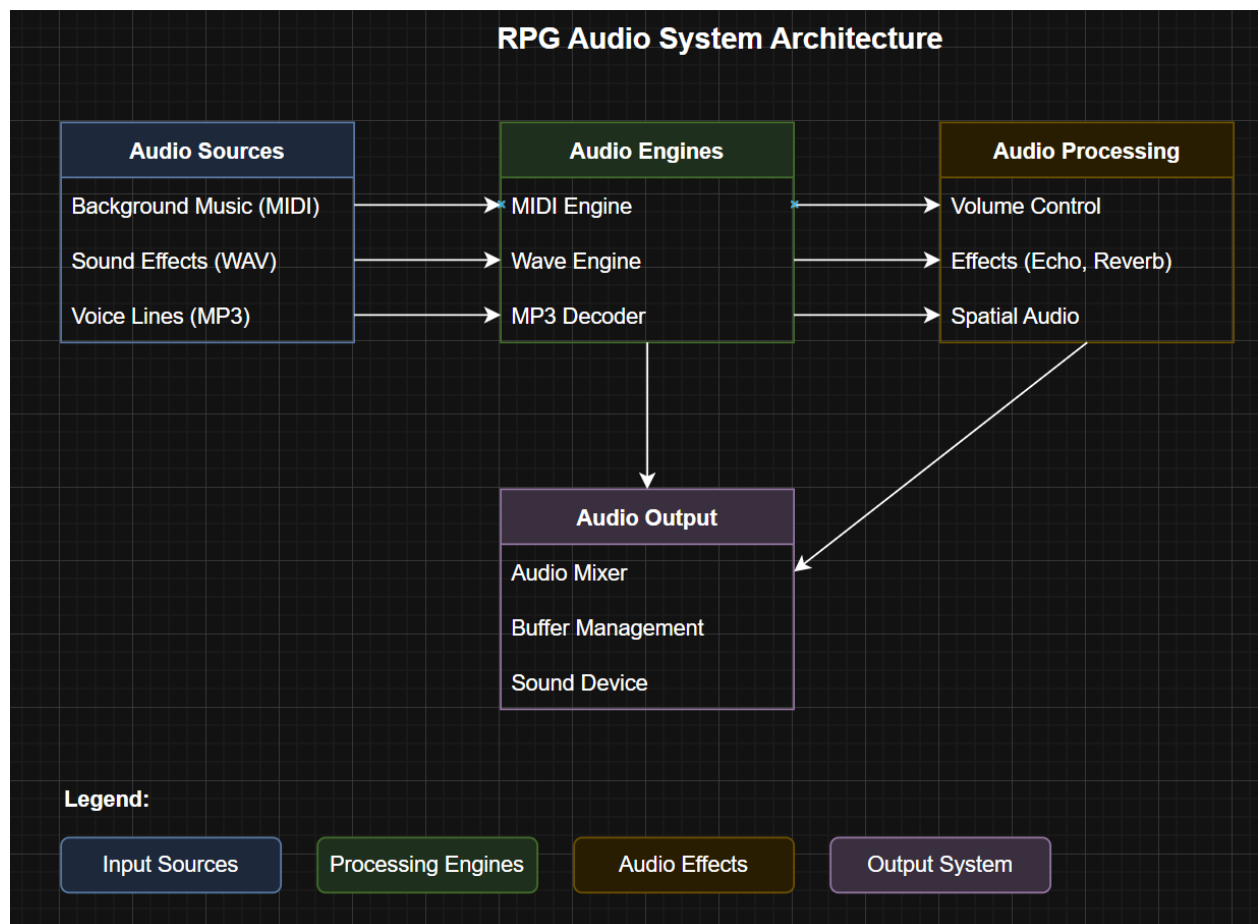 RPG Audio System Architecture
Audio Sources
Background Music (MIDI)
Sound Effects (WAV)
Voice Lines (MP3)
Audio Engines
MIDI Engine
Wave Engine
MP3 Decoder
Audio Processing
Volume Control
Effects (Echo, Reverb)
Spatial Audio
Audio Output
Audio Mixer
Buffer Management
Sound Device
Legend:
Input Sources
Processing Engines
Audio Effects
Output System